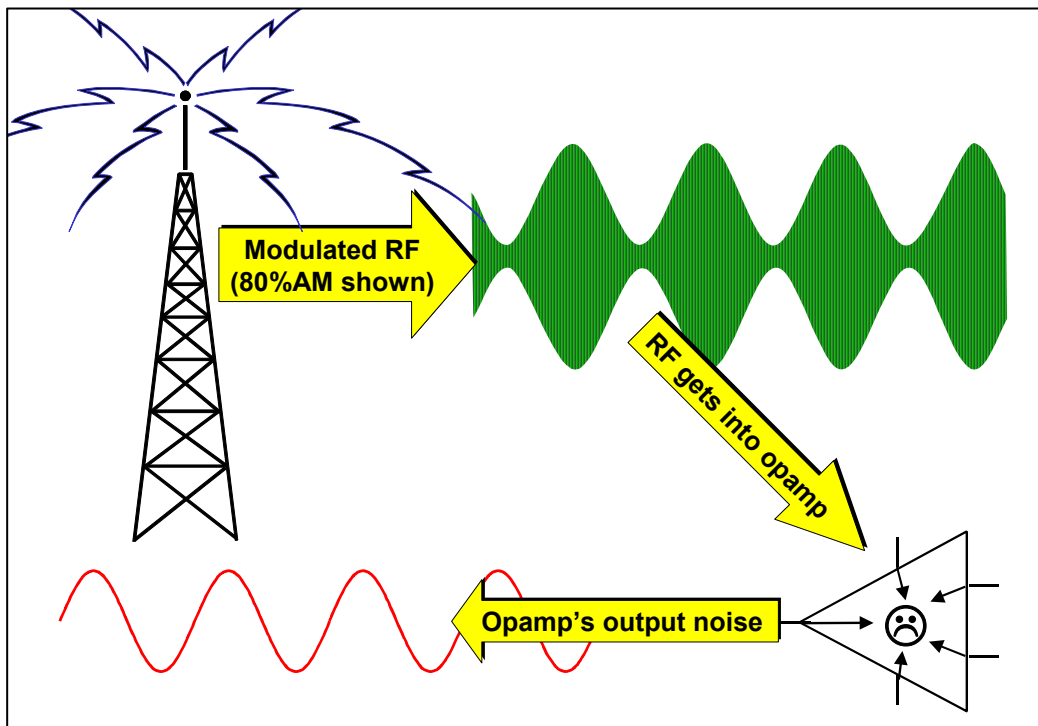 Modulated RF
(80%AM shown)
RF gets into opamp
Opamp’s output noise